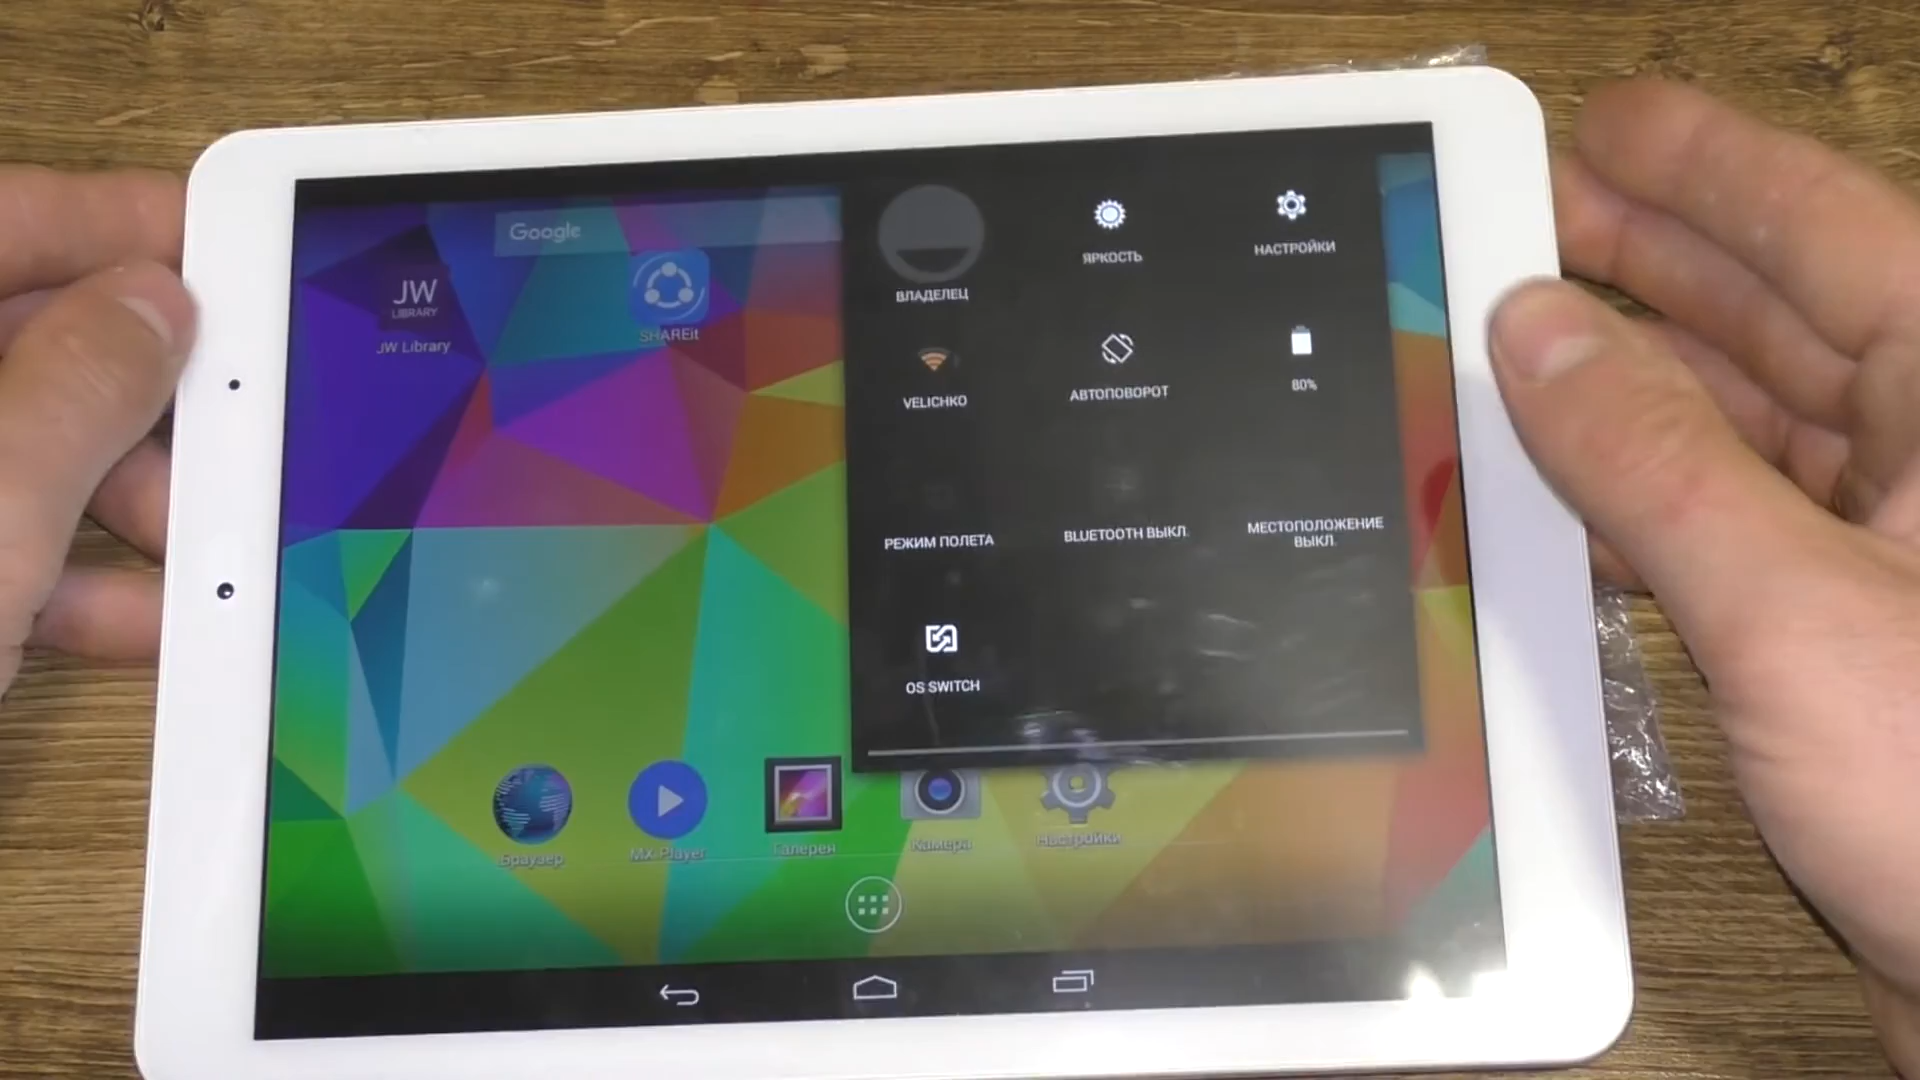 Google
JW
LIBRARY
JW Library
SHAREit
ВЛАДЕЛЕЦ
ЯРКОСТЬ
НАСТРОЙКИ
VELICHKO
АВТОПОВОРОТ
80%
РЕЖИМ ПОЛЕТА
BLUETOOTH ВЫКЛ.
МЕСТОПОЛОЖЕНИЕ
ВЫКЛ.
OS SWITCH
Браузер
MX Player
Галерея
Камера
Настройки